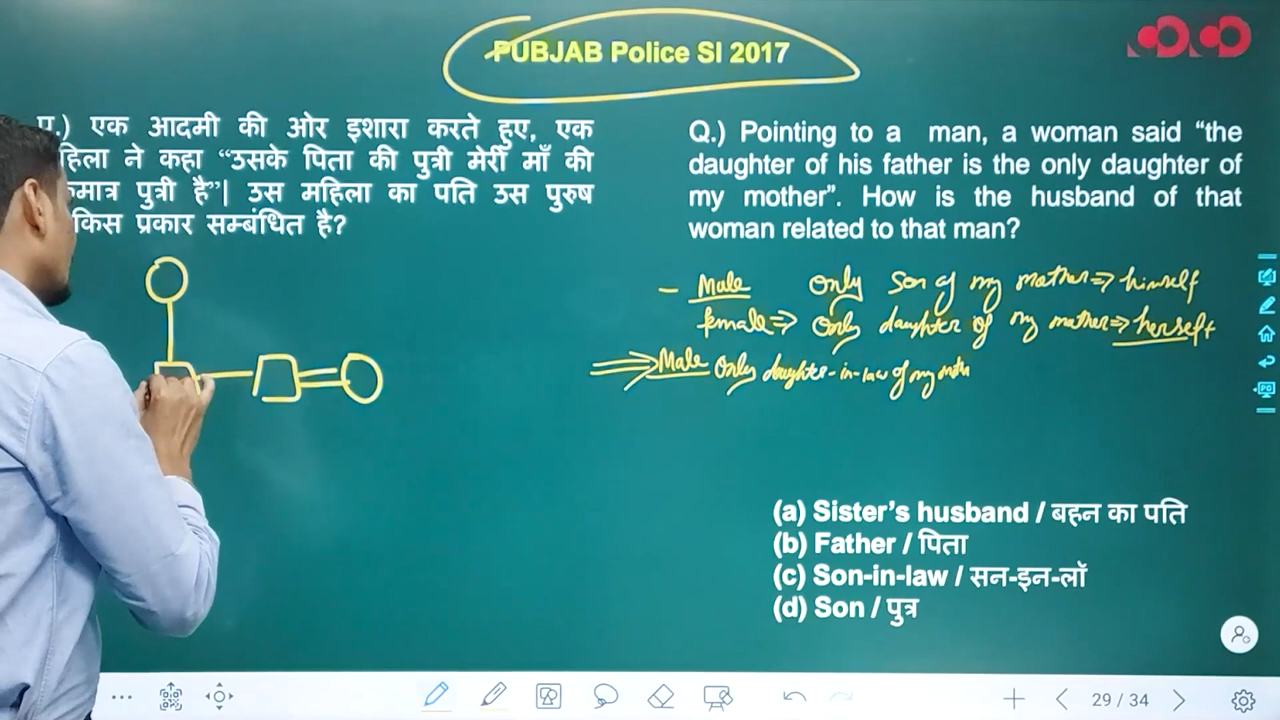 PUBJAB Police SI 2017
.) एक आदमी की ओर इशारा करते हुए, एक
हिला ने कहा “उसके पिता की पुत्री मेरी माँ की
मात्र पुत्री है”| उस महिला का पति उस पुरुष
किस प्रकार सम्बंधित है?
Q.) Pointing to a man, a woman said “the
daughter of his father is the only daughter of
my mother”. How is the husband of that
woman related to that man?
- Male Only son of my mother ⇒ himself
female ⇒ Only daughter of my mother ⇒ herself
⇒ Male Only daughter-in-law of my moth
(a) Sister’s husband / बहन का पति
(b) Father / पिता
(c) Son-in-law / सन-इन-लॉ
(d) Son / पुत्र
29 / 34